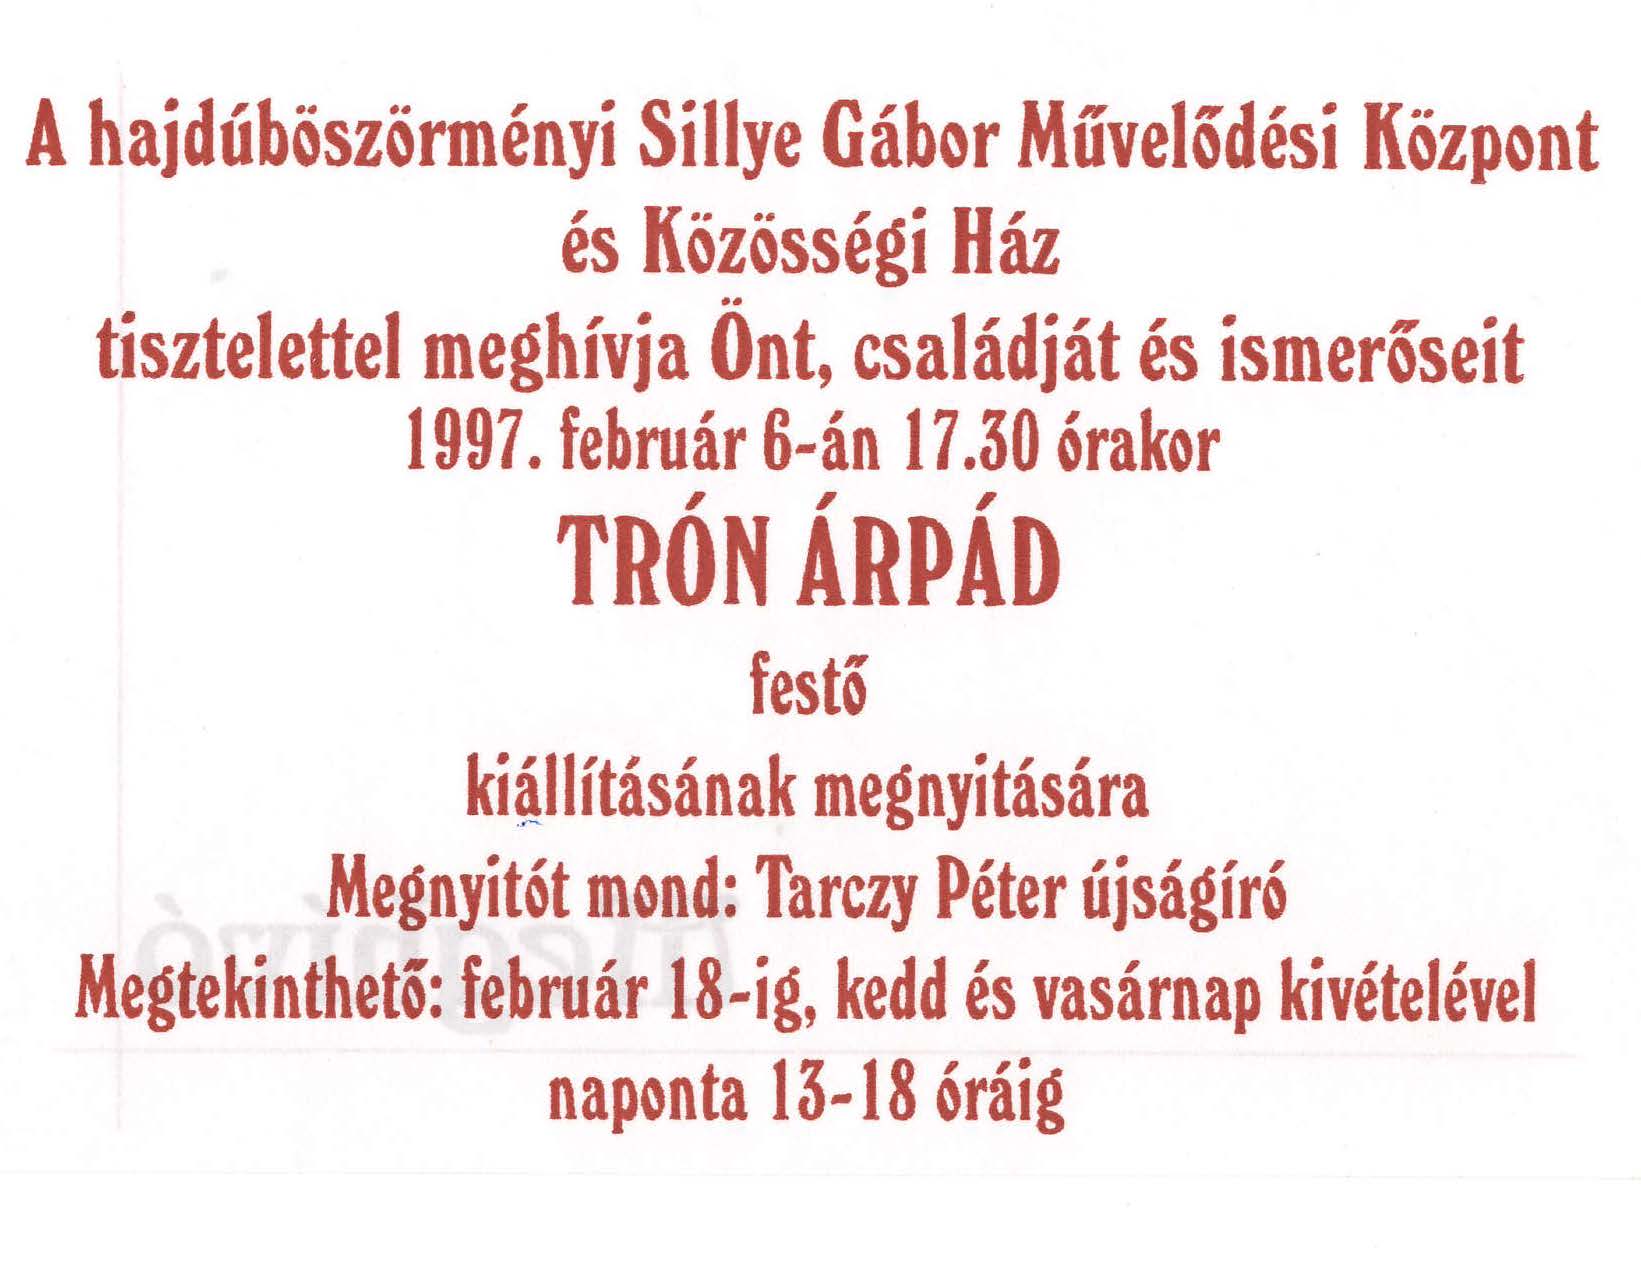 A hajdúböszörményi Sillye Gábor Művelődési Központ
és Közösségi Ház
tisztelettel meghívja Önt, családját és ismerőseit
1997. február 6-án 17.30 órakor
TRÓN ÁRPÁD
festő
kiállításának megnyitására
Megnyitót mond: Tarczy Péter újságíró
Megtekinthető: február 18-ig, kedd és vasárnap kivételével
naponta 13-18 óráig
Meghívó